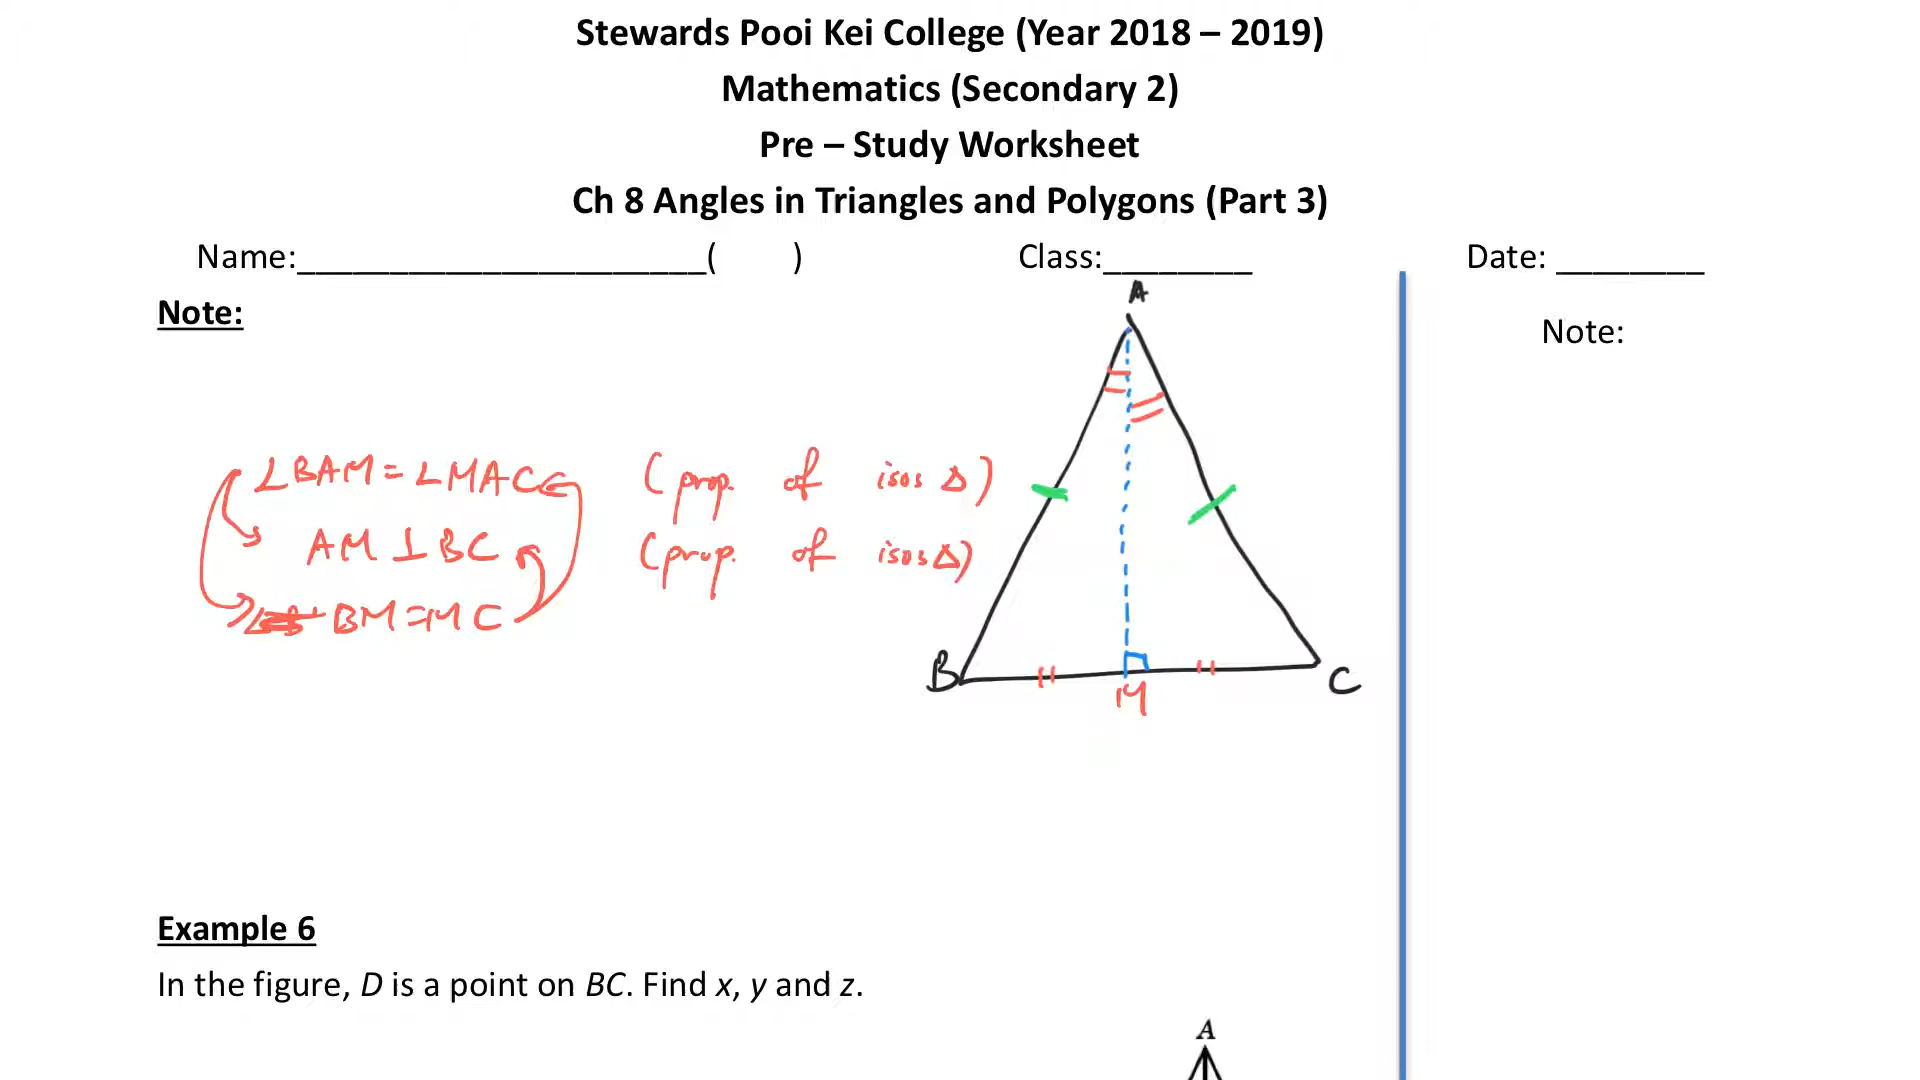 Stewards Pooi Kei College (Year 2018 – 2019)
Mathematics (Secondary 2)
Pre – Study Worksheet
Ch 8 Angles in Triangles and Polygons (Part 3)
Name:______________________( ) Class:________ Date: ________
Note:
Note:
A
∠BAM = ∠MAC (prop. of isos Δ)
AM ⊥ BC (prop. of isos Δ)
BM = MC
B M C
Example 6
In the figure, D is a point on BC. Find x, y and z.
A